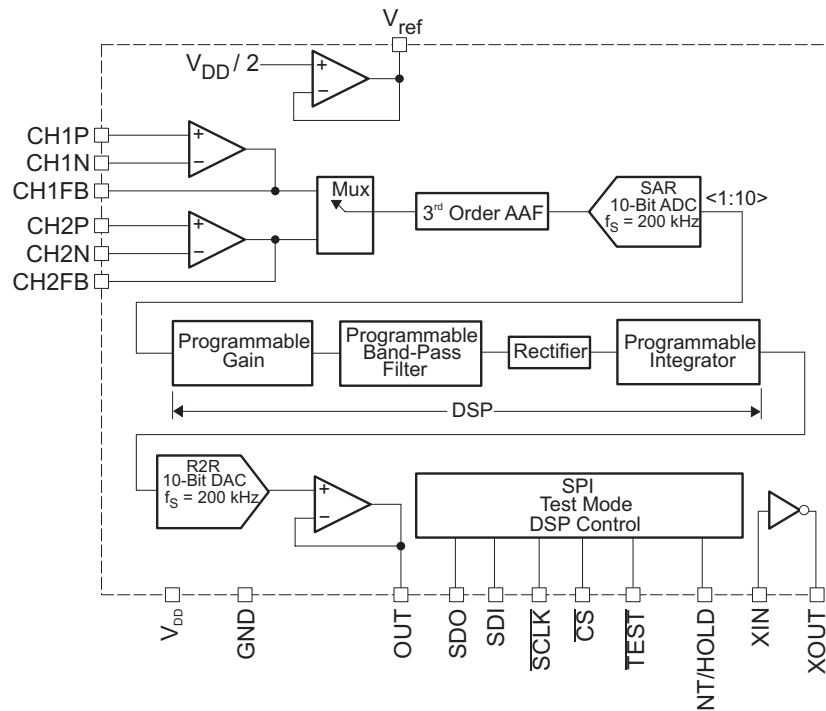 Vref
VDD / 2
+
−
CH1P
CH1N
CH1FB
CH2P
CH2N
CH2FB
+
−
+
−
Mux
3rd Order AAF
SAR
10-Bit ADC
fS = 200 kHz
<1:10>
Programmable
Gain
Programmable
Band-Pass
Filter
Rectifier
Programmable
Integrator
DSP
R2R
10-Bit DAC
fS = 200 kHz
+
−
SPI
Test Mode
DSP Control
VDD
GND
OUT
SDO
SDI
SCLK
CS
TEST
NT/HOLD
XIN
XOUT